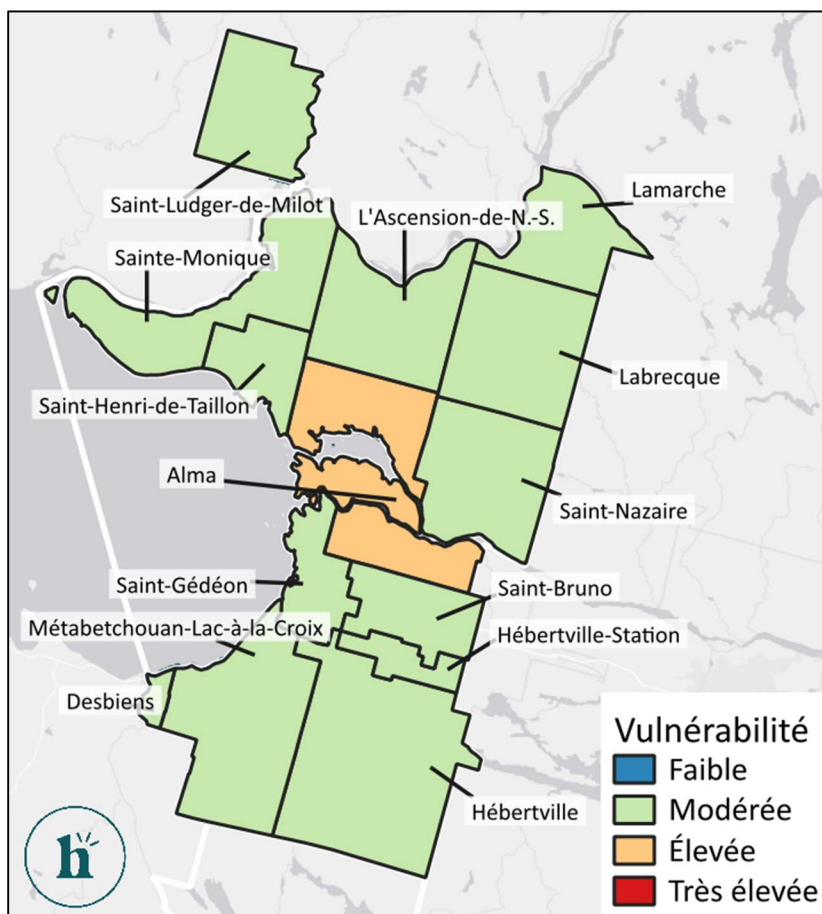 Saint-Ludger-de-Milot
Lamarche
L'Ascension-de-N.-S.
Sainte-Monique
Labrecque
Saint-Henri-de-Taillon
Alma
Saint-Nazaire
Saint-Gédéon
Saint-Bruno
Métabetchouan-Lac-à-la-Croix
Hébertville-Station
Desbiens
Hébertville
Vulnérabilité
Faible
Modérée
Élevée
Très élevée
h